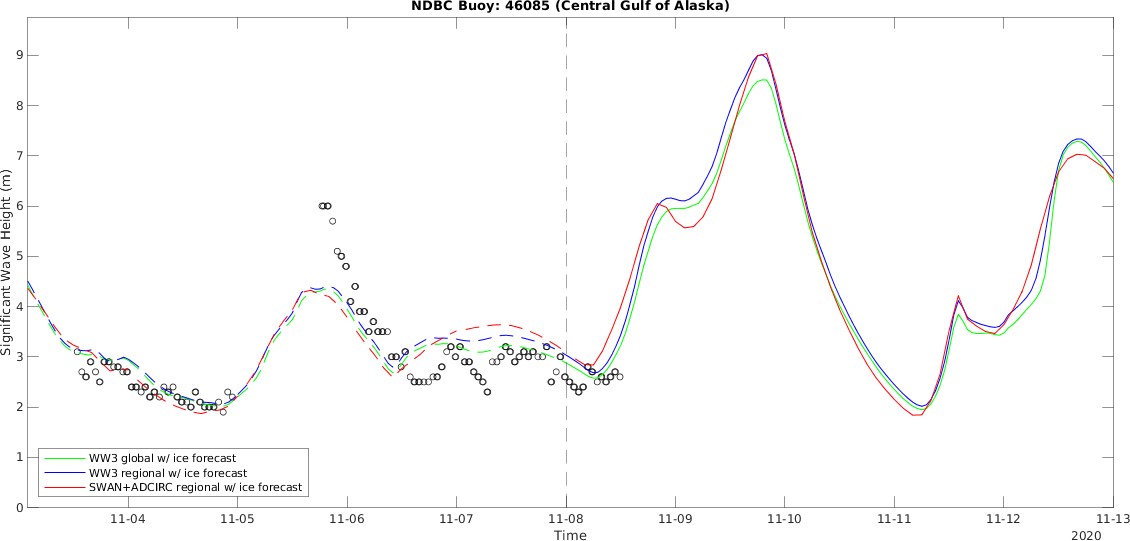 NDBC Buoy: 46085 (Central Gulf of Alaska)
9
8
7
6
5
4
3
2
1
0
Significant Wave Height (m)
WW3 global w/ ice forecast
WW3 regional w/ ice forecast
SWAN+ADCIRC regional w/ ice forecast
11-04 11-05 11-06 11-07 11-08 11-09 11-10 11-11 11-12 11-13
Time
2020